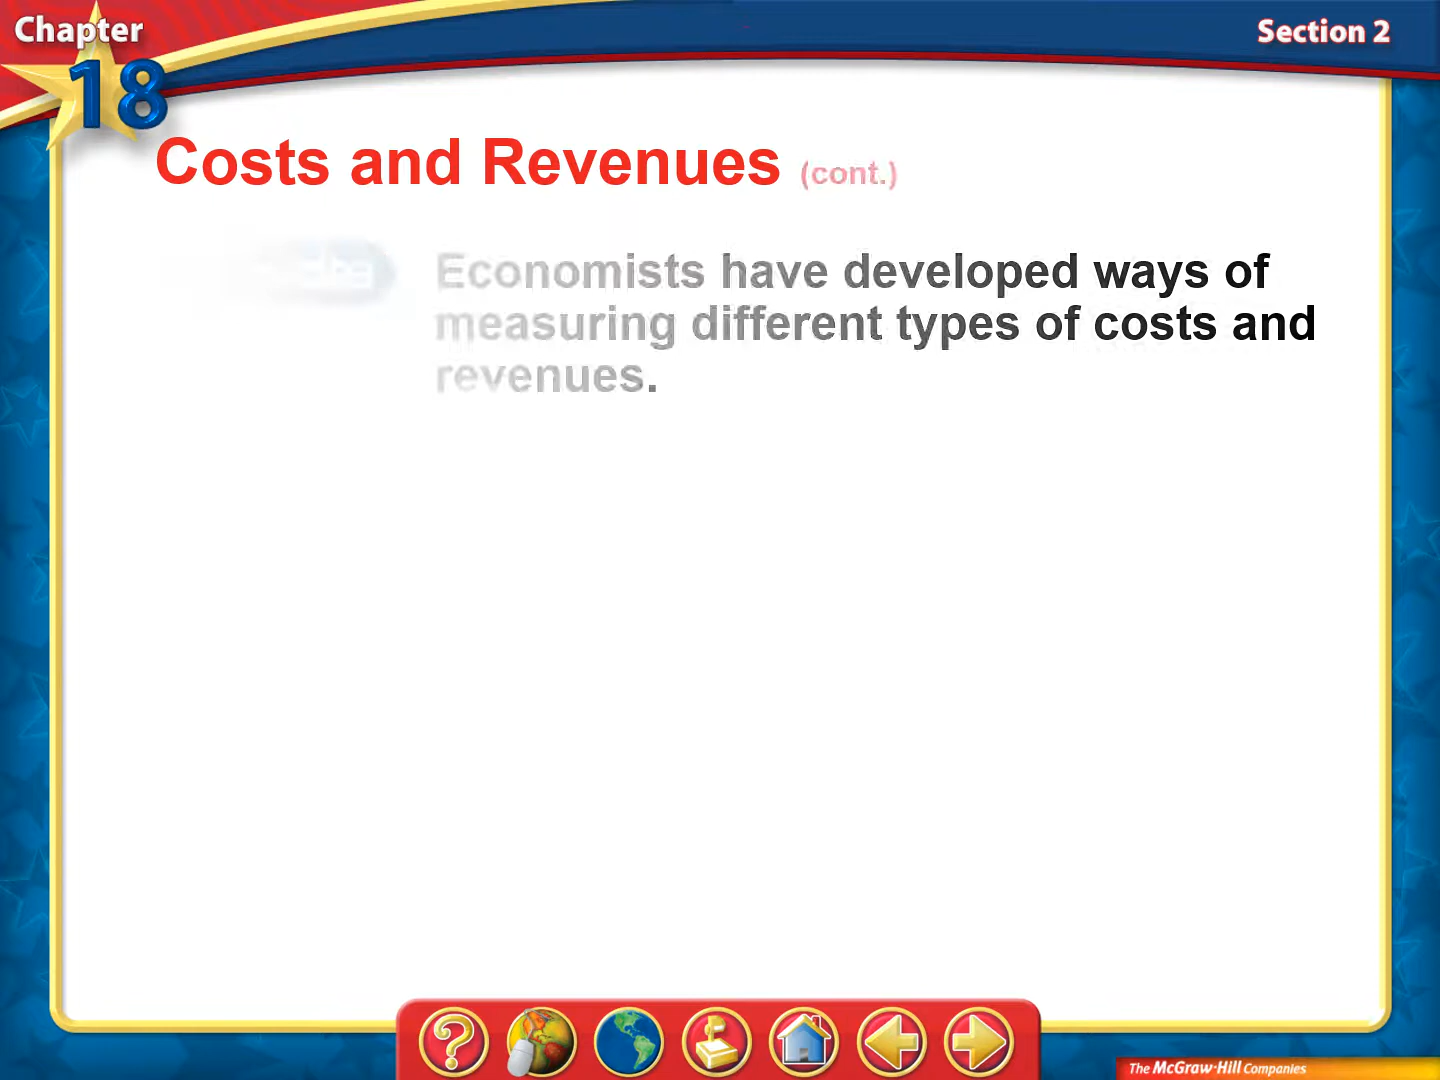 Chapter
18
Section 2
Costs and Revenues (cont.)
Economists have developed ways of
measuring different types of costs and
revenues.
?
The McGraw-Hill Companies